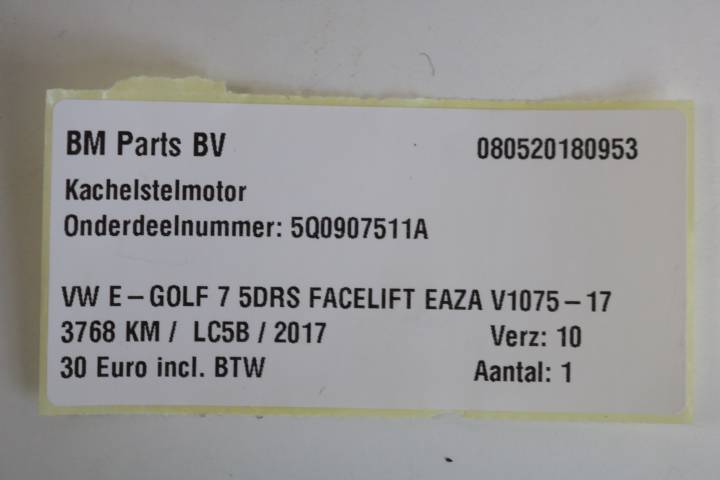 BM Parts BV 080520180953
Kachelstelmotor
Onderdeelnummer: 5Q0907511A
VW E-GOLF 7 5DRS FACELIFT EAZA V1075-17
3768 KM / LC5B / 2017 Verz: 10
30 Euro incl. BTW Aantal: 1